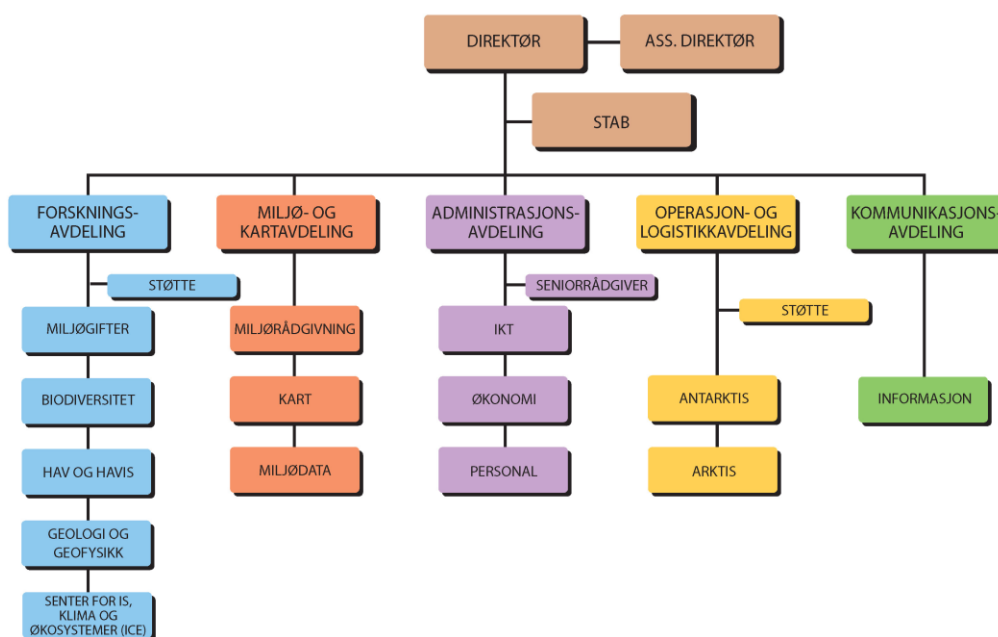 DIREKTØR
ASS. DIREKTØR
STAB
FORSKNINGS-
AVDELING
MILJØ- OG
KARTAVDELING
ADMINISTRASJONS-
AVDELING
OPERASJON- OG
LOGISTIKKAVDELING
KOMMUNIKASJONS-
AVDELING
STØTTE
MILJØGIFTER
BIODIVERSITET
HAV OG HAVIS
GEOLOGI OG
GEOFYSIKK
SENTER FOR IS,
KLIMA OG
ØKOSYSTEMER (ICE)
MILJØRÅDGIVNING
KART
MILJØDATA
SENIORRÅDGIVER
IKT
ØKONOMI
PERSONAL
STØTTE
ANTARKTIS
ARKTIS
INFORMASJON